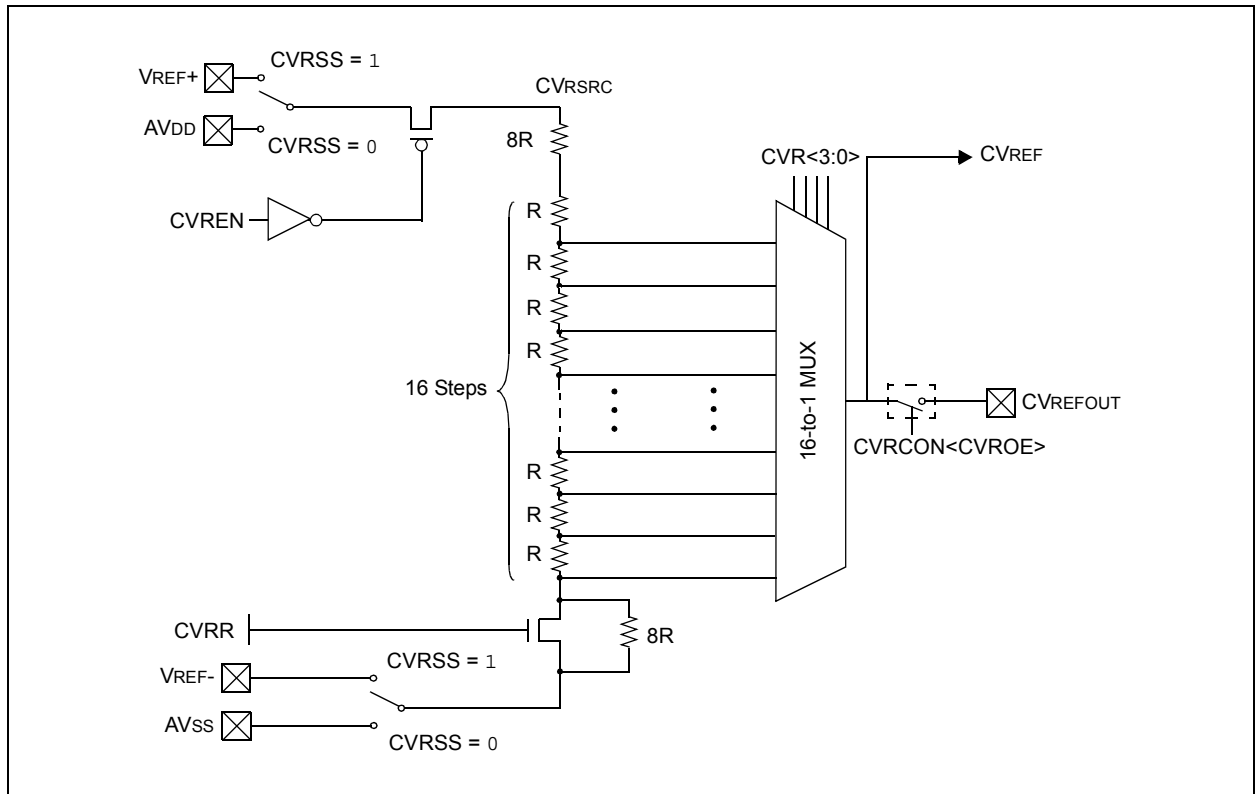 CVRSS = 1
VREF+
CVRSRC
AVDD
8R
CVRSS = 0
CVR<3:0>
CVREF
CVREN
R
R
R
R
16 Steps
16-to-1 MUX
CVREFOUT
CVRCON<CVROE>
R
R
R
CVRR
8R
CVRSS = 1
VREF-
AVSS
CVRSS = 0